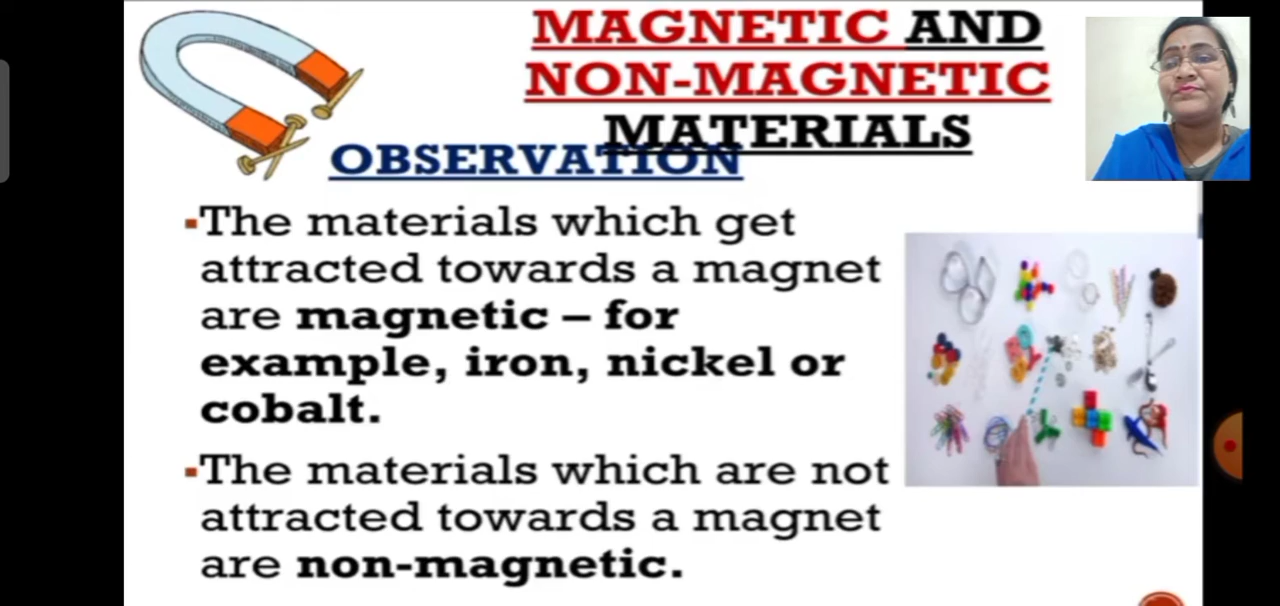 MAGNETIC AND
NON-MAGNETIC
MATERIALS
OBSERVATION
▪The materials which get
attracted towards a magnet
are magnetic – for
example, iron, nickel or
cobalt.
▪The materials which are not
attracted towards a magnet
are non-magnetic.